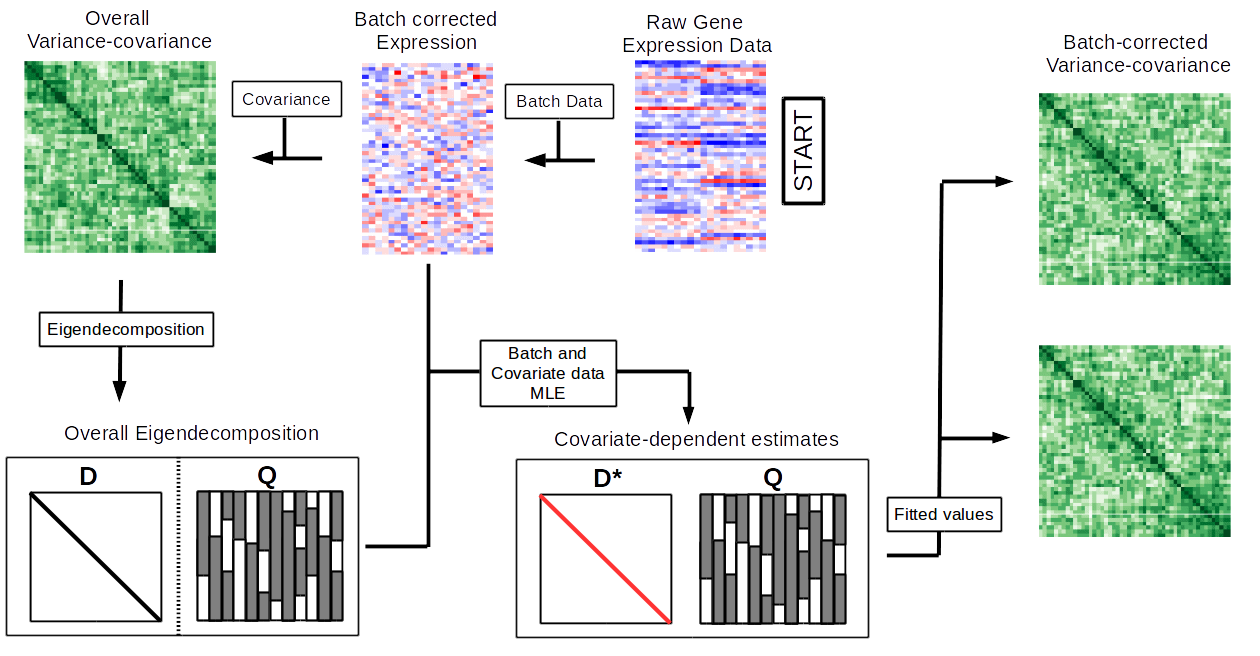 Overall
Variance-covariance
Batch corrected
Expression
Raw Gene
Expression Data
Batch-corrected
Variance-covariance
Covariance
Batch Data
START
Eigendecomposition
Batch and
Covariate data
MLE
Overall Eigendecomposition
Covariate-dependent estimates
D
Q
D*
Q
Fitted values